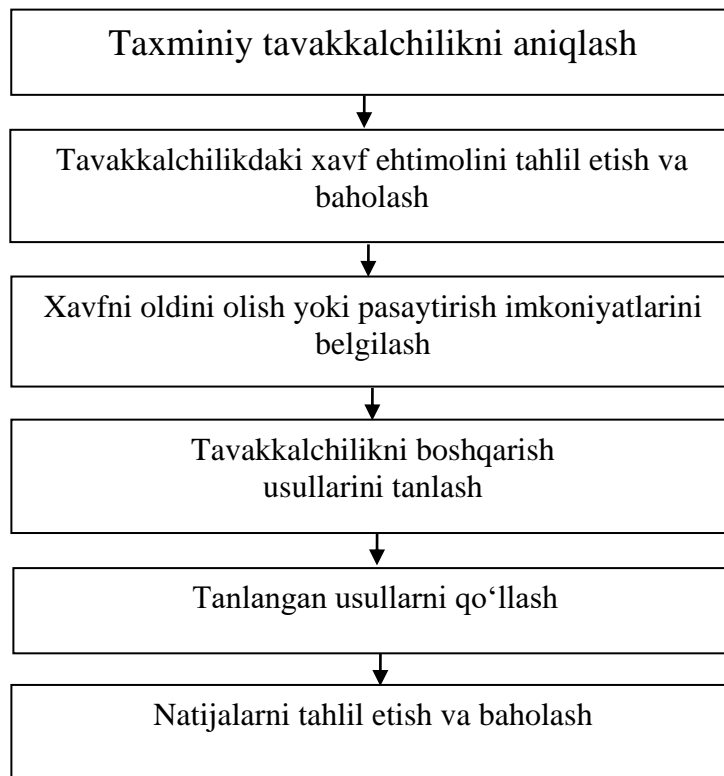 Taxminiy tavakkalchilikni aniqlash
Tavakkalchilikdaki xavf ehtimolini tahlil etish va
baholash
Xavfni oldini olish yoki pasaytirish imkoniyatlarini
belgilash
Tavakkalchilikni boshqarish
usullarini tanlash
Tanlangan usullarni qo‘llash
Natijalarni tahlil etish va baholash